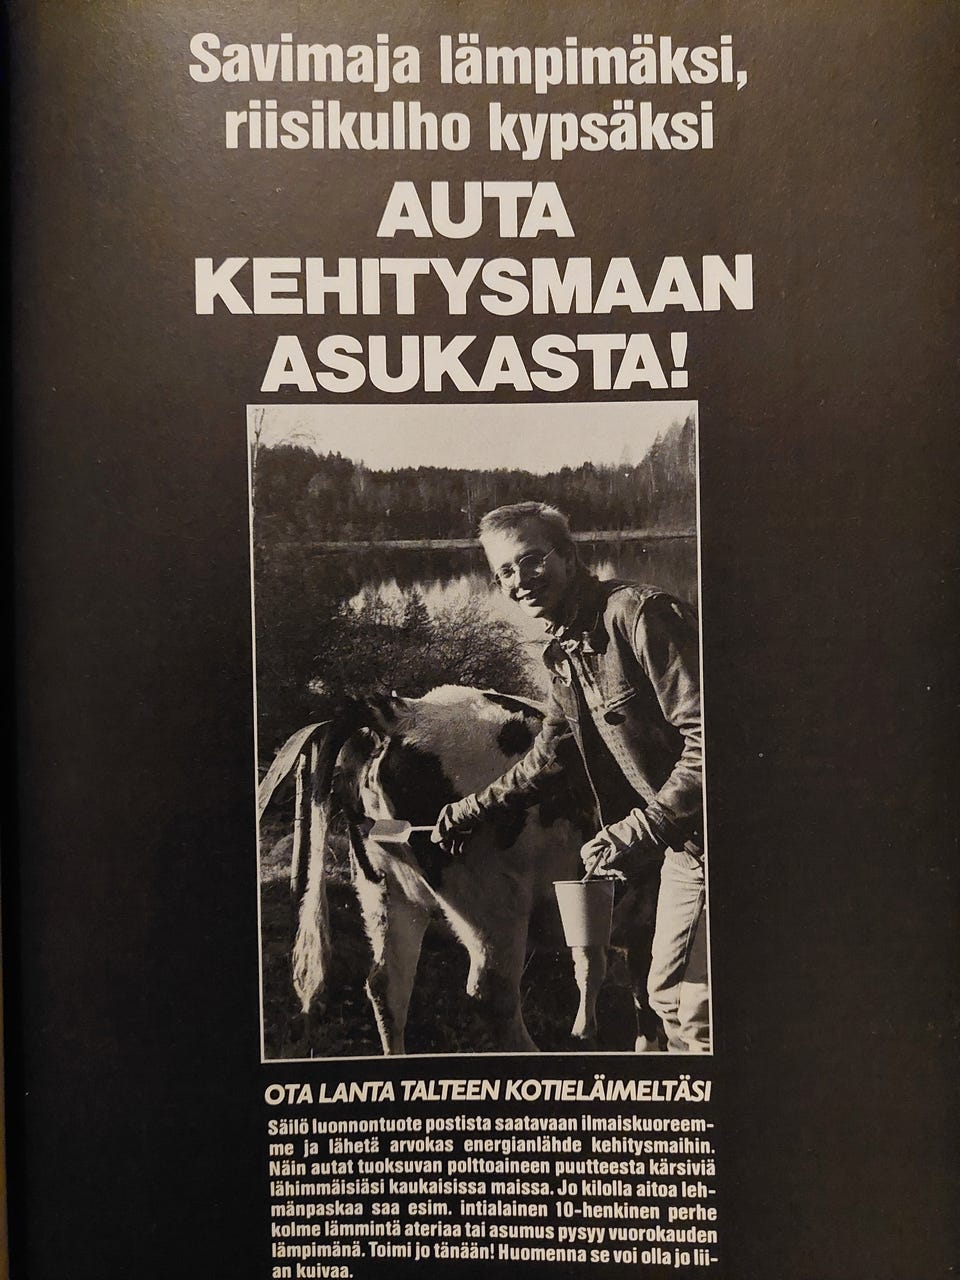 Savimaja lämpimäksi,
riisikulho kypsäksi
AUTA
KEHITYSMAAN
ASUKASTA!
OTA LANTA TALTEEN KOTIELÄIMELTÄSI
Säilö luonnontuote postista saatavaan ilmaiskuoreem-
me ja lähetä arvokas energianlähde kehitysmaihin.
Näin autat tuoksuvan polttoaineen puutteesta kärsiviä
lähimmäisiäsi kaukaisissa maissa. Jo kilolla aitoa leh-
mänpaskaa saa esim. intialainen 10-henkinen perhe
kolme lämmintä ateriaa tai asumus pysyy vuorokauden
lämpimänä. Toimi jo tänään! Huomenna se voi olla jo lii-
an kuivaa.